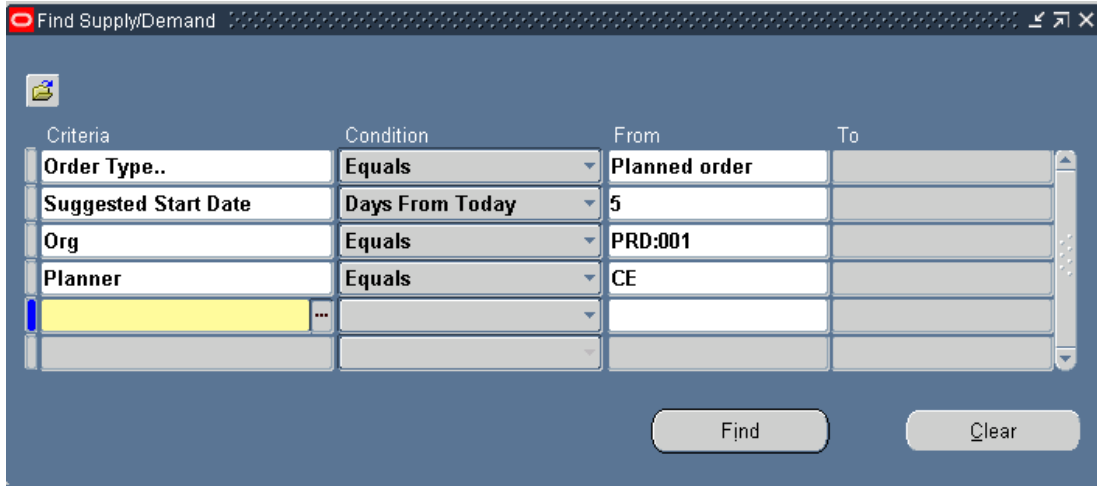 Find Supply/Demand
Criteria Condition From To
Order Type.. Equals Planned order
Suggested Start Date Days From Today 5
Org Equals PRD:001
Planner Equals CE
...
Find Clear